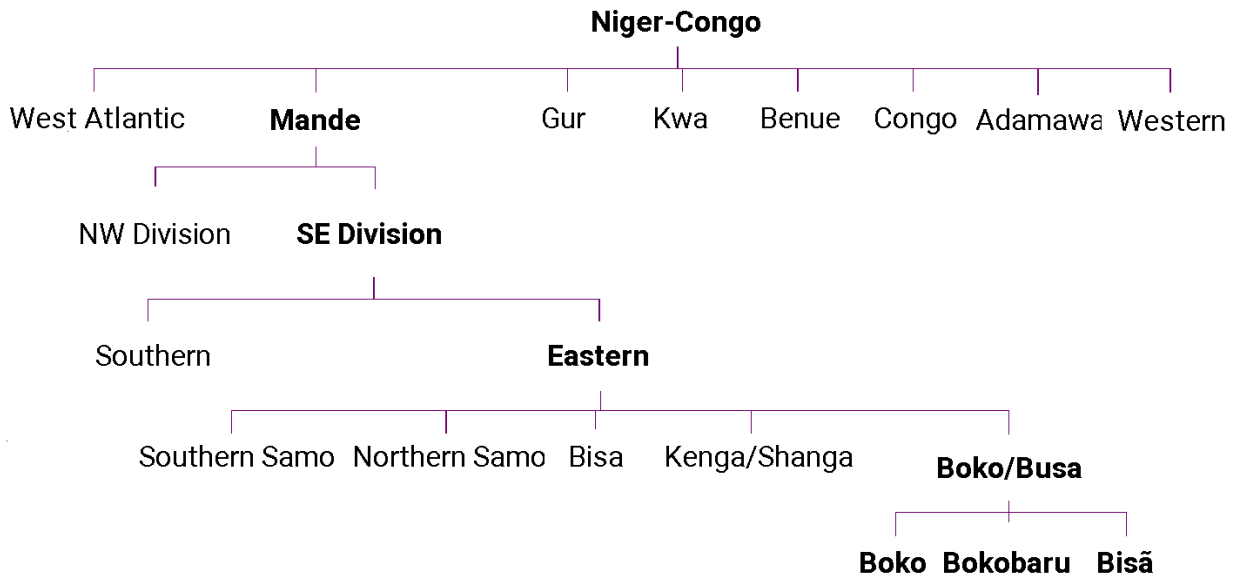 Niger-Congo
West Atlantic Mande Gur Kwa Benue Congo Adamawa Western
NW Division SE Division
Southern Eastern
Southern Samo Northern Samo Bisa Kenga/Shanga Boko/Busa
Boko Bokobaru Bisã